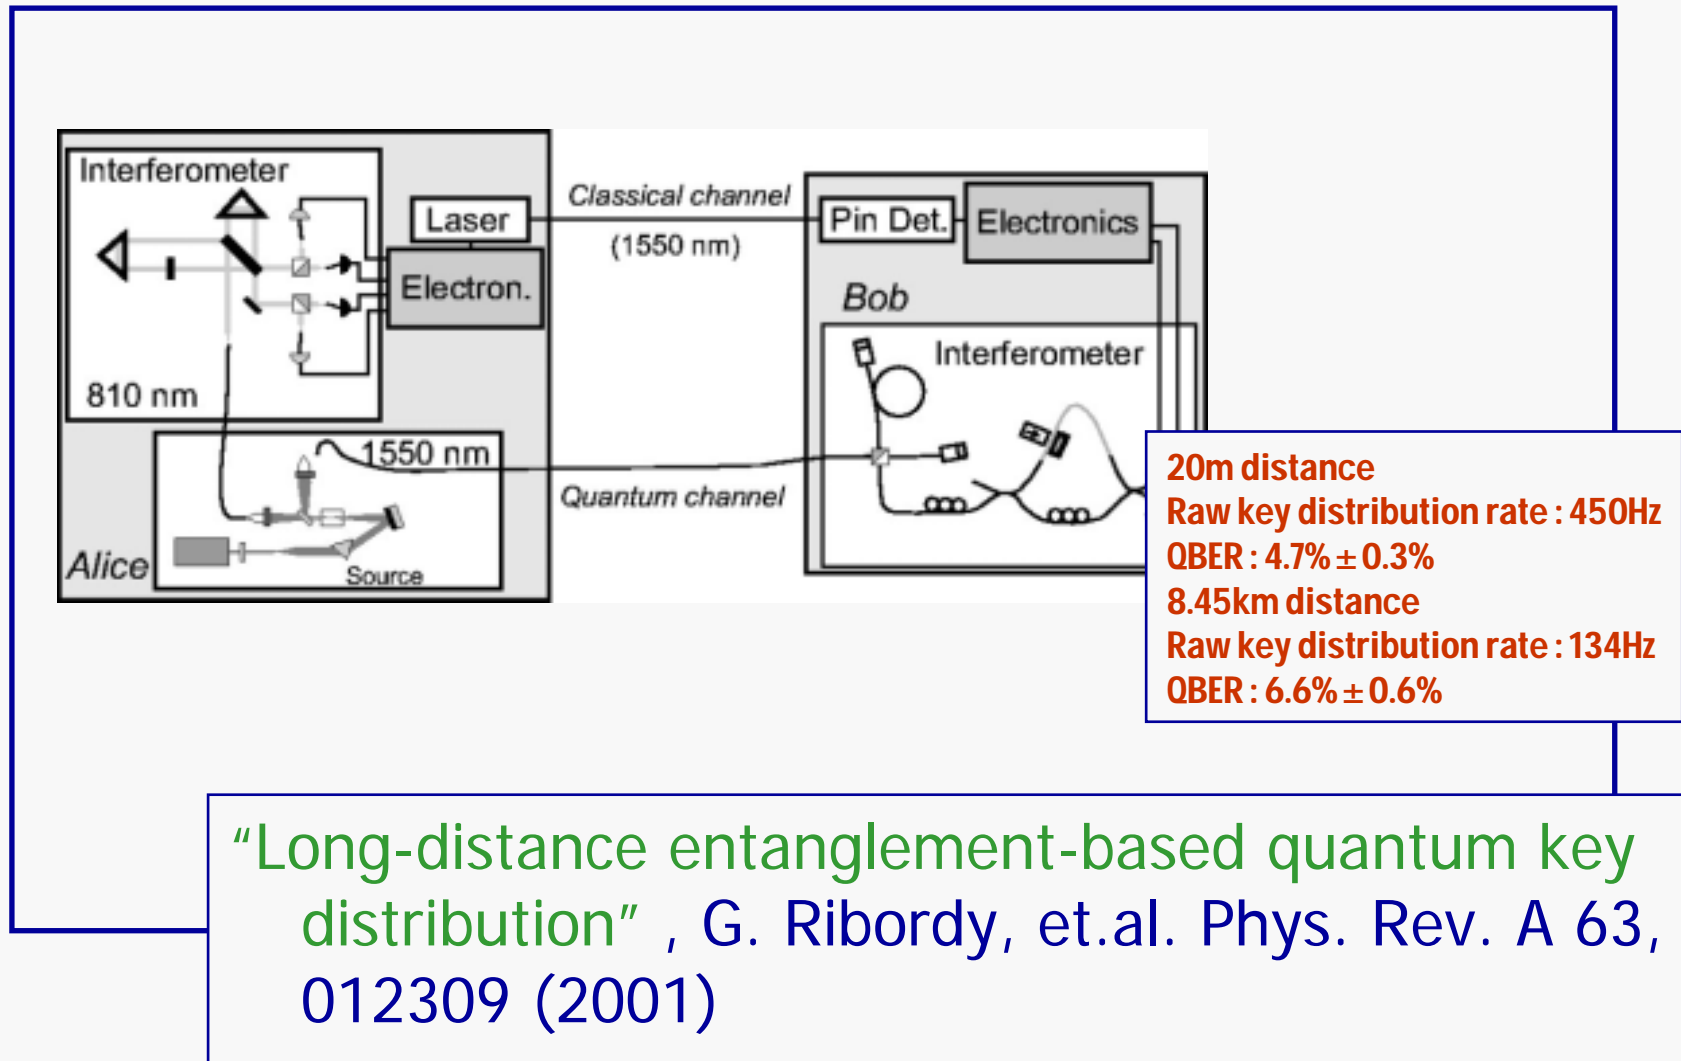 Interferometer
Laser
Electron.
810 nm
1550 nm
Alice
Source
Classical channel
(1550 nm)
Quantum channel
Pin Det.
Electronics
Bob
Interferometer
20m distance
Raw key distribution rate : 450Hz
QBER : 4.7% ± 0.3%
8.45km distance
Raw key distribution rate : 134Hz
QBER : 6.6% ± 0.6%
“Long-distance entanglement-based quantum key
distribution” , G. Ribordy, et.al. Phys. Rev. A 63,
012309 (2001)